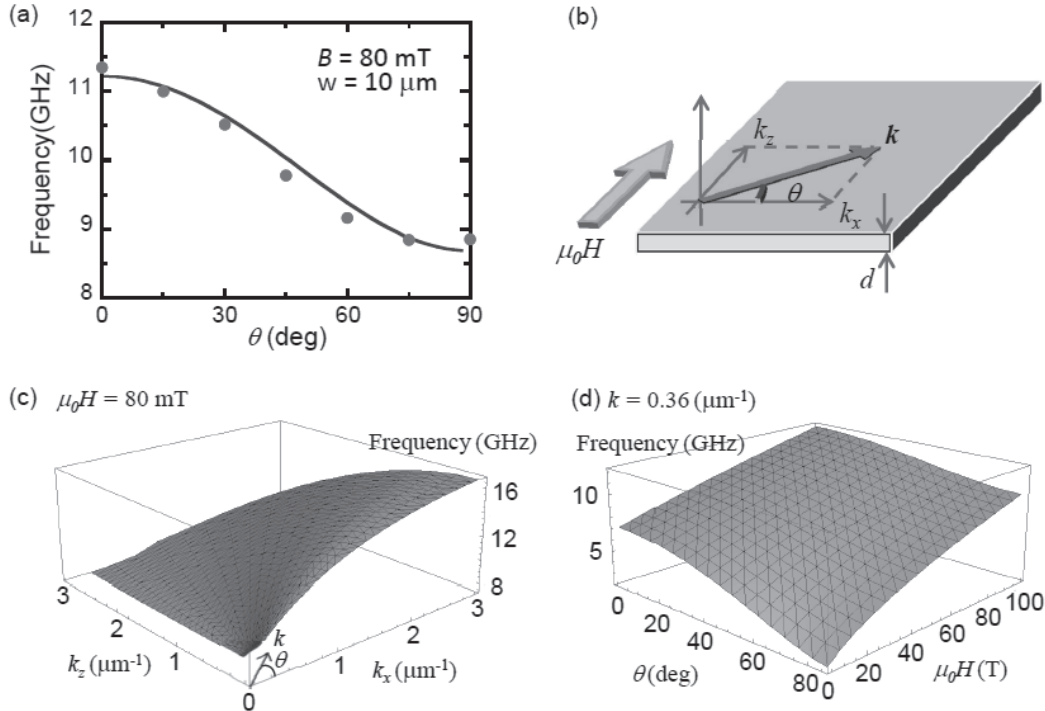 (a)
12
11
10
9
8
Frequency(GHz)
B = 80 mT
w = 10 μm
0
30
60
90
θ (deg)
(b)
k_z
k
θ
k_x
μ₀H
d
(c) μ₀H = 80 mT
Frequency (GHz)
16
12
8
3
2
1
0
1
2
3
k
θ
k_z (μm⁻¹)
k_x (μm⁻¹)
(d) k = 0.36 (μm⁻¹)
Frequency (GHz)
10
5
0
20
40
60
80
0
20
40
60
80
100
θ (deg)
μ₀H (T)